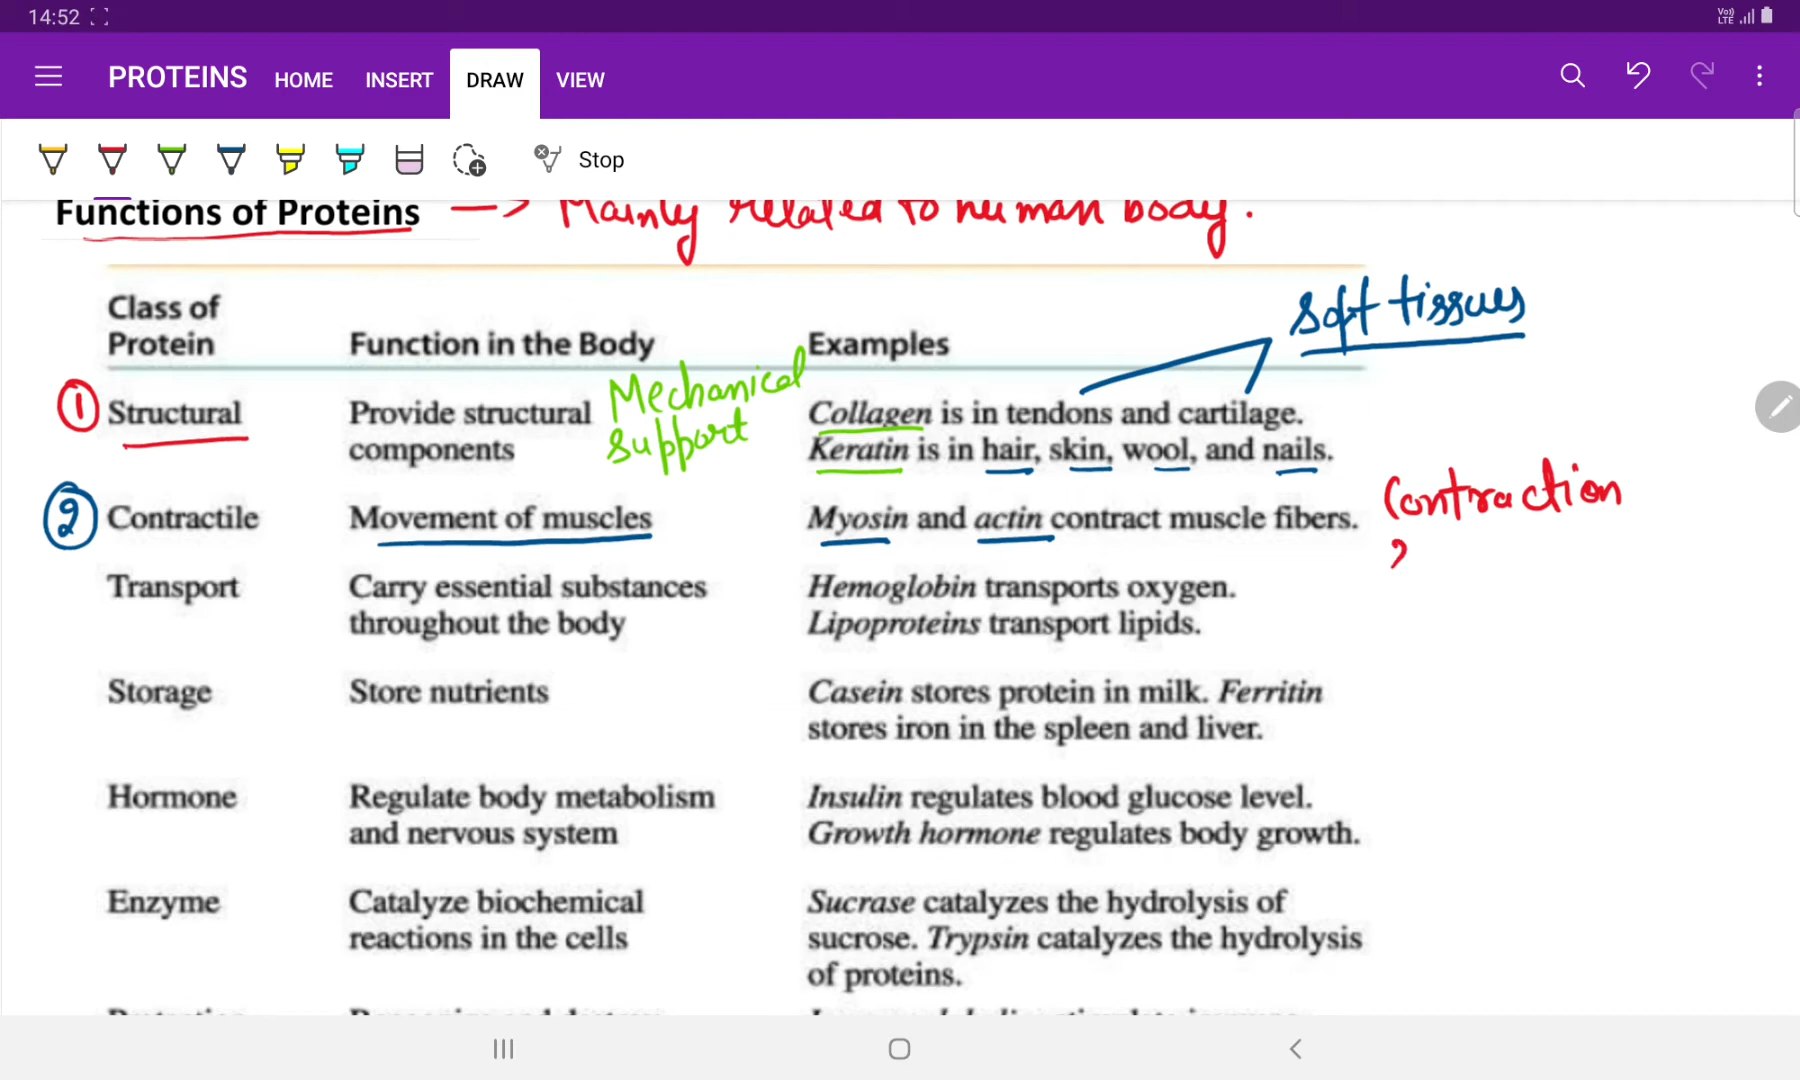 14:52
Vo)) LTE
PROTEINS HOME INSERT DRAW VIEW
Stop
Functions of Proteins → Mainly related to human body.
soft tissues
Class of Protein Function in the Body Examples
① Structural Provide structural Mechanical Collagen is in tendons and cartilage.
components support Keratin is in hair, skin, wool, and nails.
② Contractile Movement of muscles Myosin and actin contract muscle fibers. Contraction
Transport Carry essential substances Hemoglobin transports oxygen.
throughout the body Lipoproteins transport lipids.
Storage Store nutrients Casein stores protein in milk. Ferritin
stores iron in the spleen and liver.
Hormone Regulate body metabolism Insulin regulates blood glucose level.
and nervous system Growth hormone regulates body growth.
Enzyme Catalyze biochemical Sucrase catalyzes the hydrolysis of
reactions in the cells sucrose. Trypsin catalyzes the hydrolysis
of proteins.